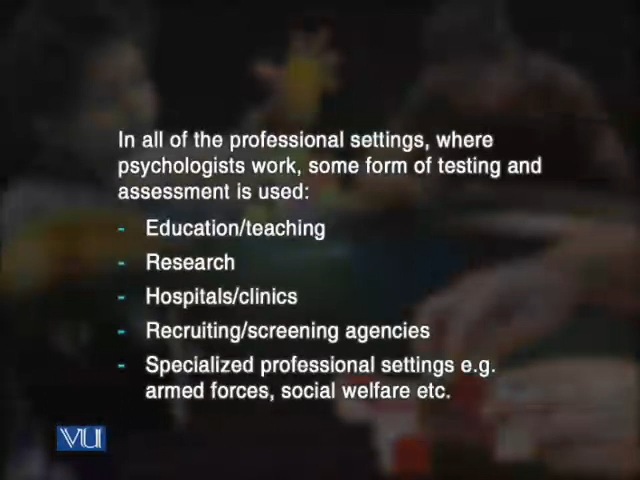 In all of the professional settings, where
psychologists work, some form of testing and
assessment is used:
- Education/teaching
- Research
- Hospitals/clinics
- Recruiting/screening agencies
- Specialized professional settings e.g.
armed forces, social welfare etc.
VU